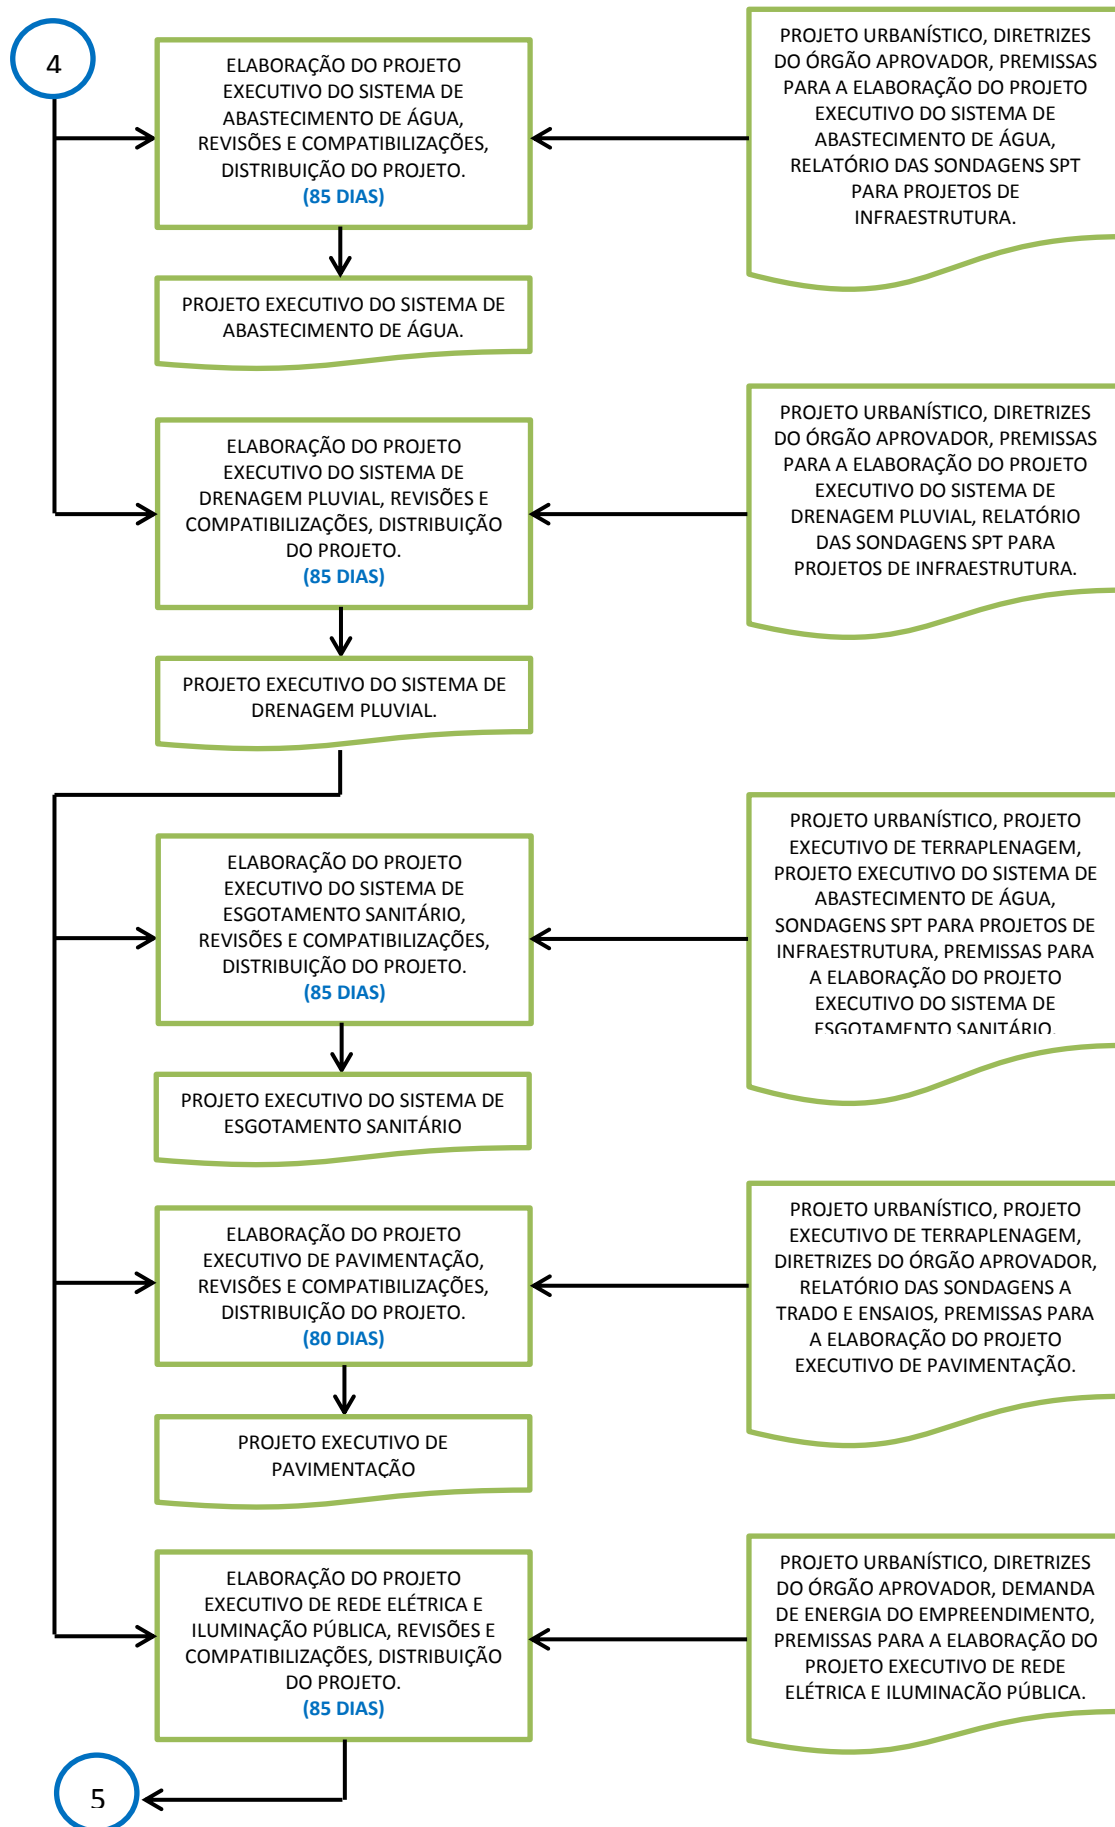 4
ELABORAÇÃO DO PROJETO
EXECUTIVO DO SISTEMA DE
ABASTECIMENTO DE ÁGUA,
REVISÕES E COMPATIBILIZAÇÕES,
DISTRIBUIÇÃO DO PROJETO.
(85 DIAS)
PROJETO URBANÍSTICO, DIRETRIZES
DO ÓRGÃO APROVADOR, PREMISSAS
PARA A ELABORAÇÃO DO PROJETO
EXECUTIVO DO SISTEMA DE
ABASTECIMENTO DE ÁGUA,
RELATÓRIO DAS SONDAGENS SPT
PARA PROJETOS DE
INFRAESTRUTURA.
PROJETO EXECUTIVO DO SISTEMA DE
ABASTECIMENTO DE ÁGUA.
ELABORAÇÃO DO PROJETO
EXECUTIVO DO SISTEMA DE
DRENAGEM PLUVIAL, REVISÕES E
COMPATIBILIZAÇÕES, DISTRIBUIÇÃO
DO PROJETO.
(85 DIAS)
PROJETO URBANÍSTICO, DIRETRIZES
DO ÓRGÃO APROVADOR, PREMISSAS
PARA A ELABORAÇÃO DO PROJETO
EXECUTIVO DO SISTEMA DE
DRENAGEM PLUVIAL, RELATÓRIO
DAS SONDAGENS SPT PARA
PROJETOS DE INFRAESTRUTURA.
PROJETO EXECUTIVO DO SISTEMA DE
DRENAGEM PLUVIAL.
ELABORAÇÃO DO PROJETO
EXECUTIVO DO SISTEMA DE
ESGOTAMENTO SANITÁRIO,
REVISÕES E COMPATIBILIZAÇÕES,
DISTRIBUIÇÃO DO PROJETO.
(85 DIAS)
PROJETO URBANÍSTICO, PROJETO
EXECUTIVO DE TERRAPLENAGEM,
PROJETO EXECUTIVO DO SISTEMA DE
ABASTECIMENTO DE ÁGUA,
SONDAGENS SPT PARA PROJETOS DE
INFRAESTRUTURA, PREMISSAS PARA
A ELABORAÇÃO DO PROJETO
EXECUTIVO DO SISTEMA DE
ESGOTAMENTO SANITÁRIO.
PROJETO EXECUTIVO DO SISTEMA DE
ESGOTAMENTO SANITÁRIO
ELABORAÇÃO DO PROJETO
EXECUTIVO DE PAVIMENTAÇÃO,
REVISÕES E COMPATIBILIZAÇÕES,
DISTRIBUIÇÃO DO PROJETO.
(80 DIAS)
PROJETO URBANÍSTICO, PROJETO
EXECUTIVO DE TERRAPLENAGEM,
DIRETRIZES DO ÓRGÃO APROVADOR,
RELATÓRIO DAS SONDAGENS A
TRADO E ENSAIOS, PREMISSAS PARA
A ELABORAÇÃO DO PROJETO
EXECUTIVO DE PAVIMENTAÇÃO.
PROJETO EXECUTIVO DE
PAVIMENTAÇÃO
ELABORAÇÃO DO PROJETO
EXECUTIVO DE REDE ELÉTRICA E
ILUMINAÇÃO PÚBLICA, REVISÕES E
COMPATIBILIZAÇÕES, DISTRIBUIÇÃO
DO PROJETO.
(85 DIAS)
PROJETO URBANÍSTICO, DIRETRIZES
DO ÓRGÃO APROVADOR, DEMANDA
DE ENERGIA DO EMPREENDIMENTO,
PREMISSAS PARA A ELABORAÇÃO DO
PROJETO EXECUTIVO DE REDE
ELÉTRICA E ILUMINAÇÃO PÚBLICA.
5